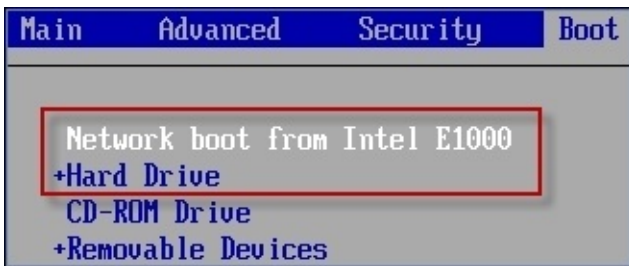 Main Advanced Security Boot
Network boot from Intel E1000
+Hard Drive
CD-ROM Drive
+Removable Devices